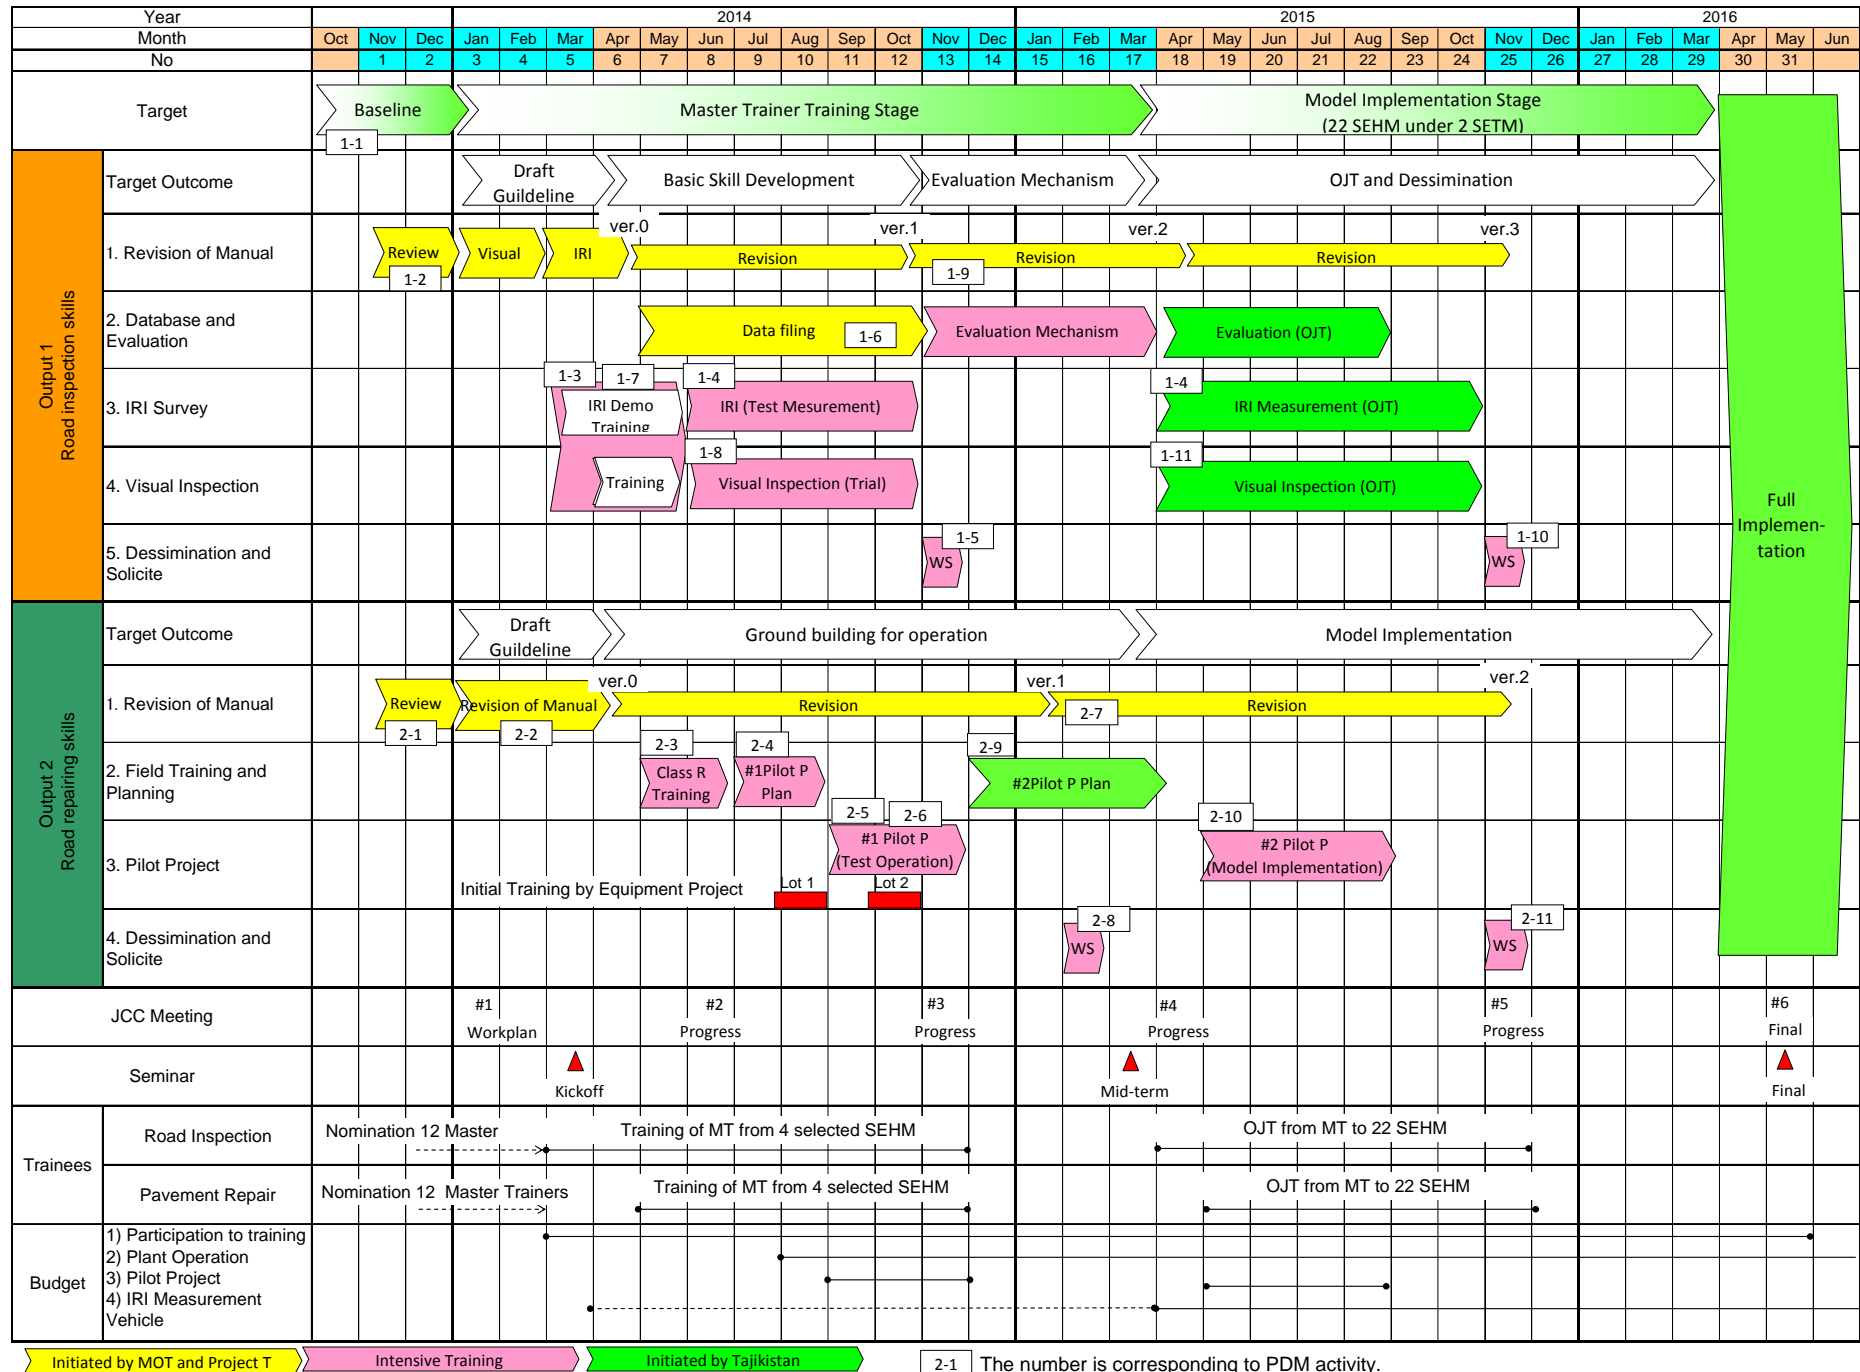 Year 2014 2015 2016
Month Oct Nov Dec Jan Feb Mar Apr May Jun Jul Aug Sep Oct Nov Dec Jan Feb Mar Apr May Jun Jul Aug Sep Oct Nov Dec Jan Feb Mar Apr May Jun
No 1 2 3 4 5 6 7 8 9 10 11 12 13 14 15 16 17 18 19 20 21 22 23 24 25 26 27 28 29 30 31
Target
Baseline
Master Trainer Training Stage
Model Implementation Stage
(22 SEHM under 2 SETM)
1-1
Output 1
Road inspection skills
Target Outcome
Draft
Guildeline
Basic Skill Development
Evaluation Mechanism
OJT and Dessimination
ver.0
ver.1
ver.2
ver.3
1. Revision of Manual
Review
Visual
IRI
Revision
Revision
Revision
1-2
1-9
2. Database and
Evaluation
Data filing
1-6
Evaluation Mechanism
Evaluation (OJT)
1-3
1-7
1-4
1-4
3. IRI Survey
IRI Demo
Training
IRI (Test Mesurement)
IRI Measurement (OJT)
1-8
1-11
4. Visual Inspection
Training
Visual Inspection (Trial)
Visual Inspection (OJT)
Full
Implemen-
tation
1-5
1-10
5. Dessimination and
Solicite
WS
WS
Output 2
Road repairing skills
Target Outcome
Draft
Guildeline
Ground building for operation
Model Implementation
ver.0
ver.1
ver.2
1. Revision of Manual
Review
Revision of Manual
Revision
Revision
2-1
2-2
2-7
2-3
2-4
2-9
2. Field Training and
Planning
Class R
Training
#1Pilot P
Plan
#2Pilot P Plan
2-5
2-6
2-10
3. Pilot Project
#1 Pilot P
(Test Operation)
#2 Pilot P
(Model Implementation)
Initial Training by Equipment Project
Lot 1
Lot 2
2-8
2-11
4. Dessimination and
Solicite
WS
WS
JCC Meeting
#1
#2
#3
#4
#5
#6
Workplan
Progress
Progress
Progress
Progress
Final
Seminar
Kickoff
Mid-term
Final
Trainees
Road Inspection
Nomination 12 Master
Training of MT from 4 selected SEHM
OJT from MT to 22 SEHM
Pavement Repair
Nomination 12 Master Trainers
Training of MT from 4 selected SEHM
OJT from MT to 22 SEHM
Budget
1) Participation to training
2) Plant Operation
3) Pilot Project
4) IRI Measurement
Vehicle
Initiated by MOT and Project T
Intensive Training
Initiated by Tajikistan
2-1
The number is corresponding to PDM activity.